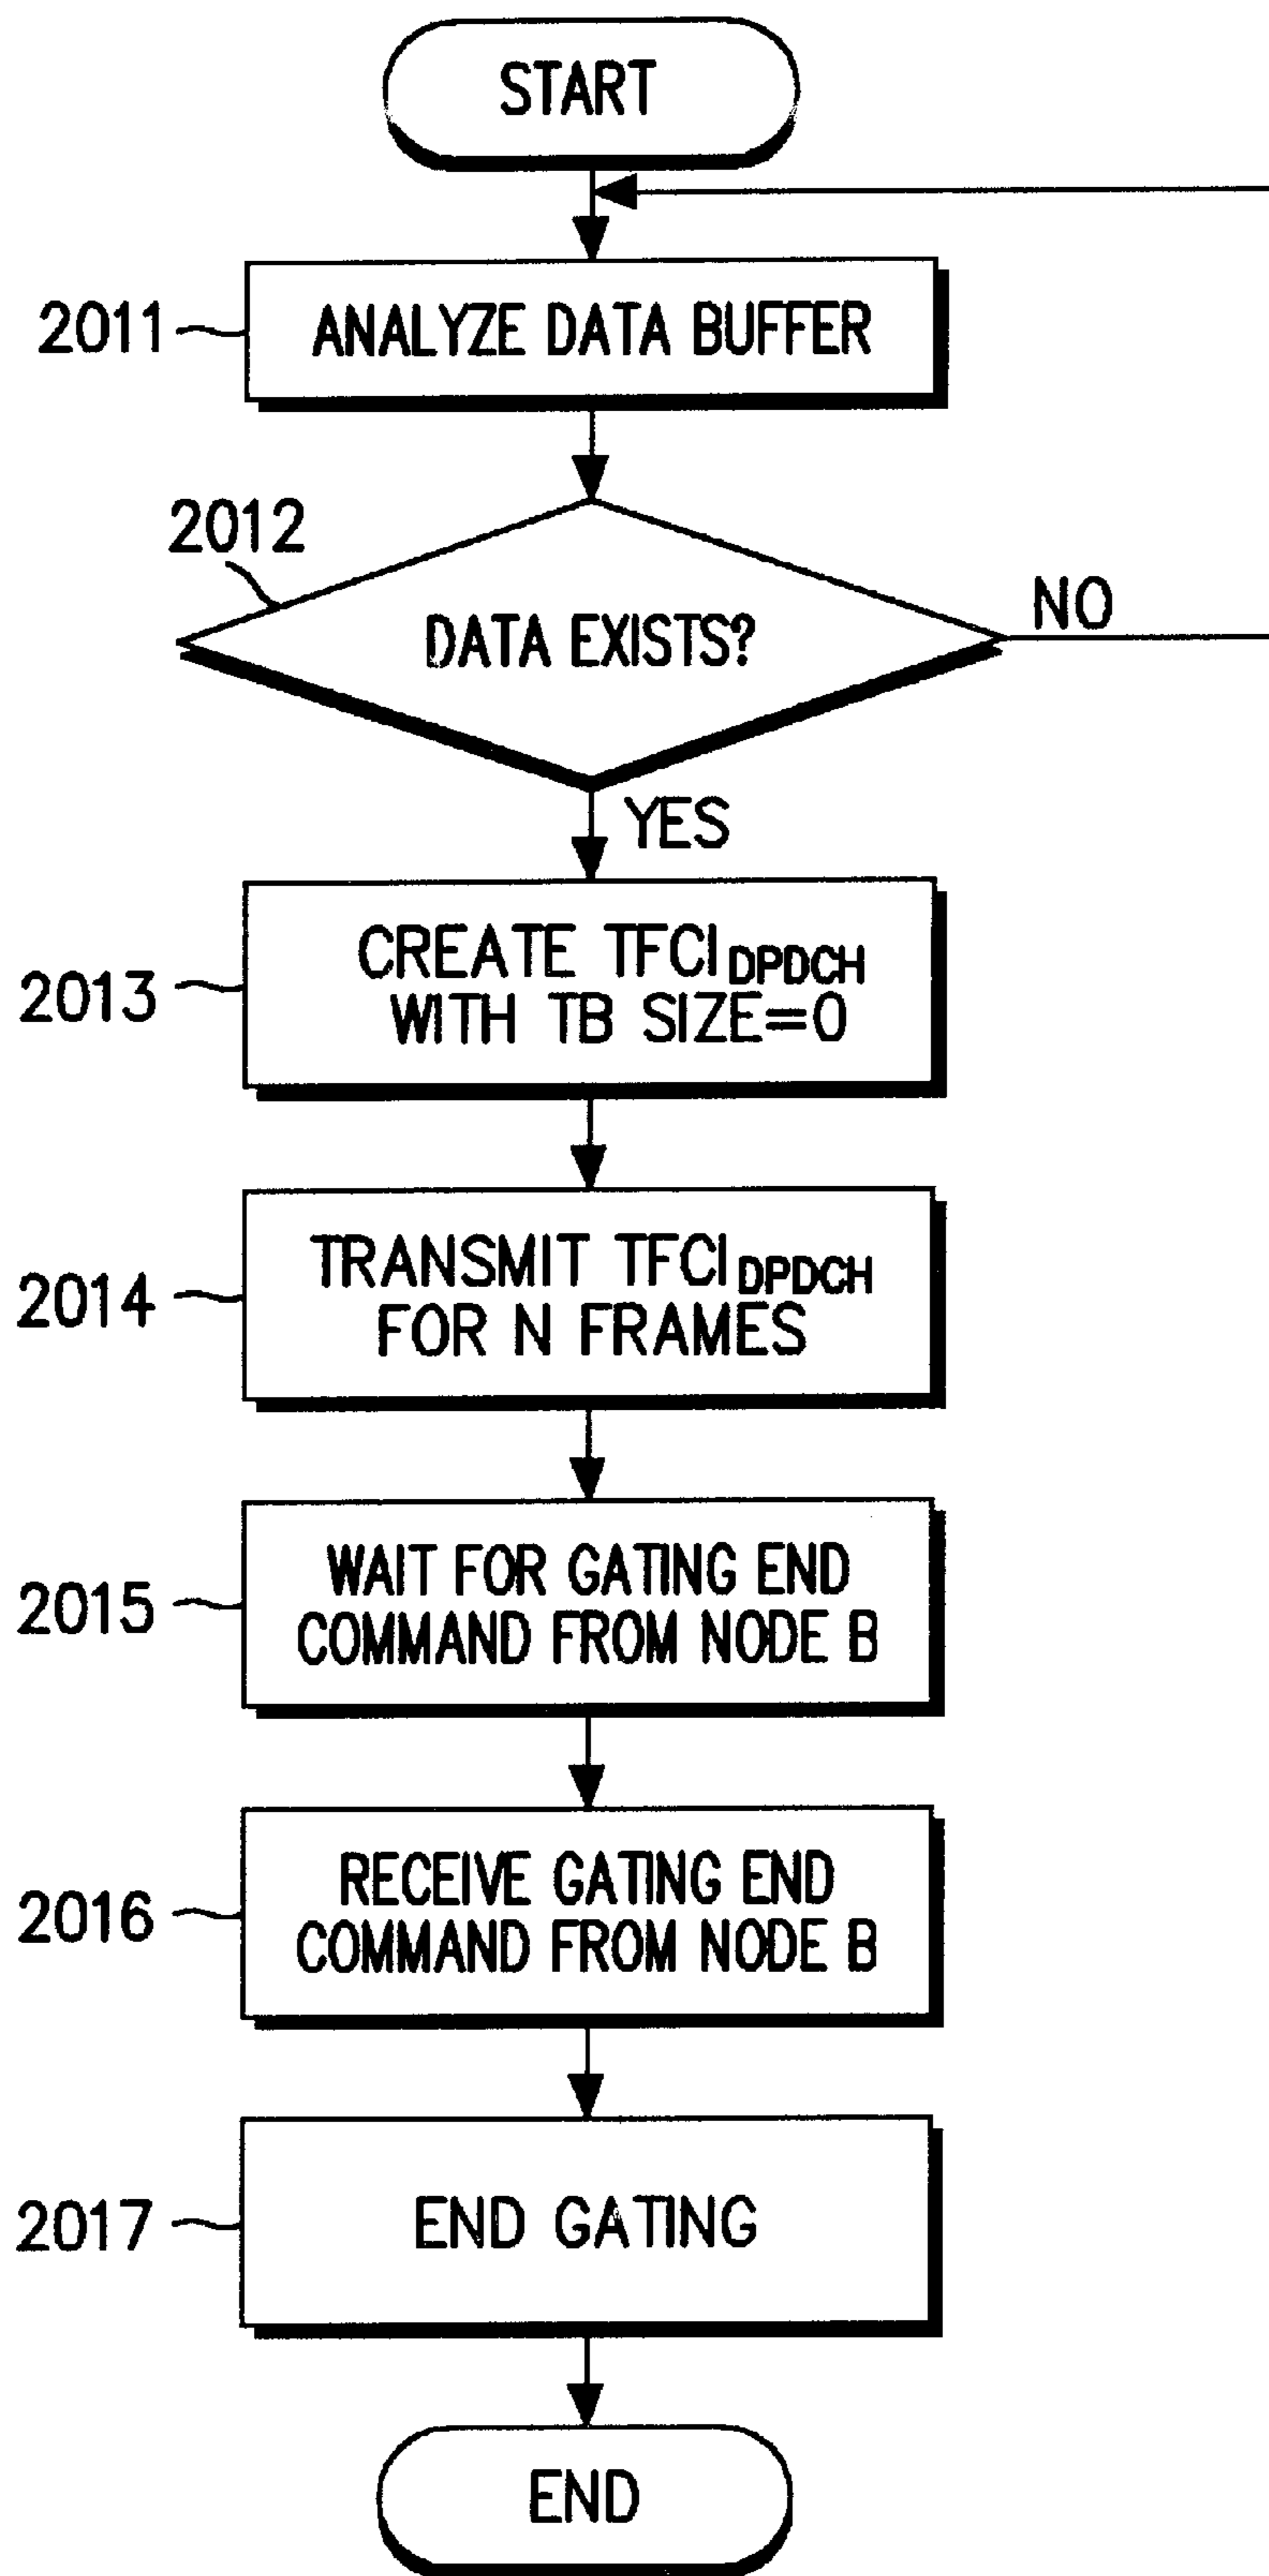 START
2011
ANALYZE DATA BUFFER
2012
DATA EXISTS?
NO
YES
2013
CREATE TFCI DPDCH
WITH TB SIZE=0
2014
TRANSMIT TFCI DPDCH
FOR N FRAMES
2015
WAIT FOR GATING END
COMMAND FROM NODE B
2016
RECEIVE GATING END
COMMAND FROM NODE B
2017
END GATING
END